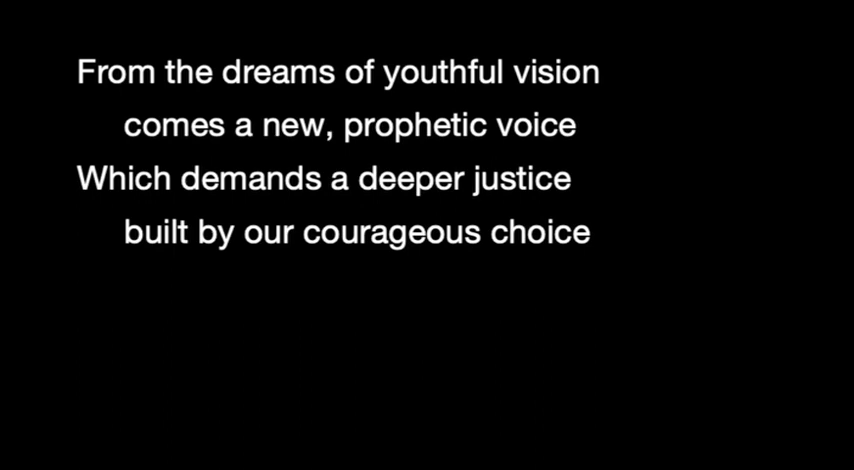 From the dreams of youthful vision
comes a new, prophetic voice
Which demands a deeper justice
built by our courageous choice